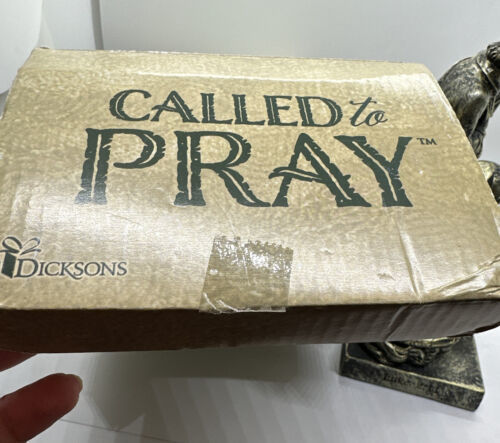 CALLED to
PRAY™
DICKSONS